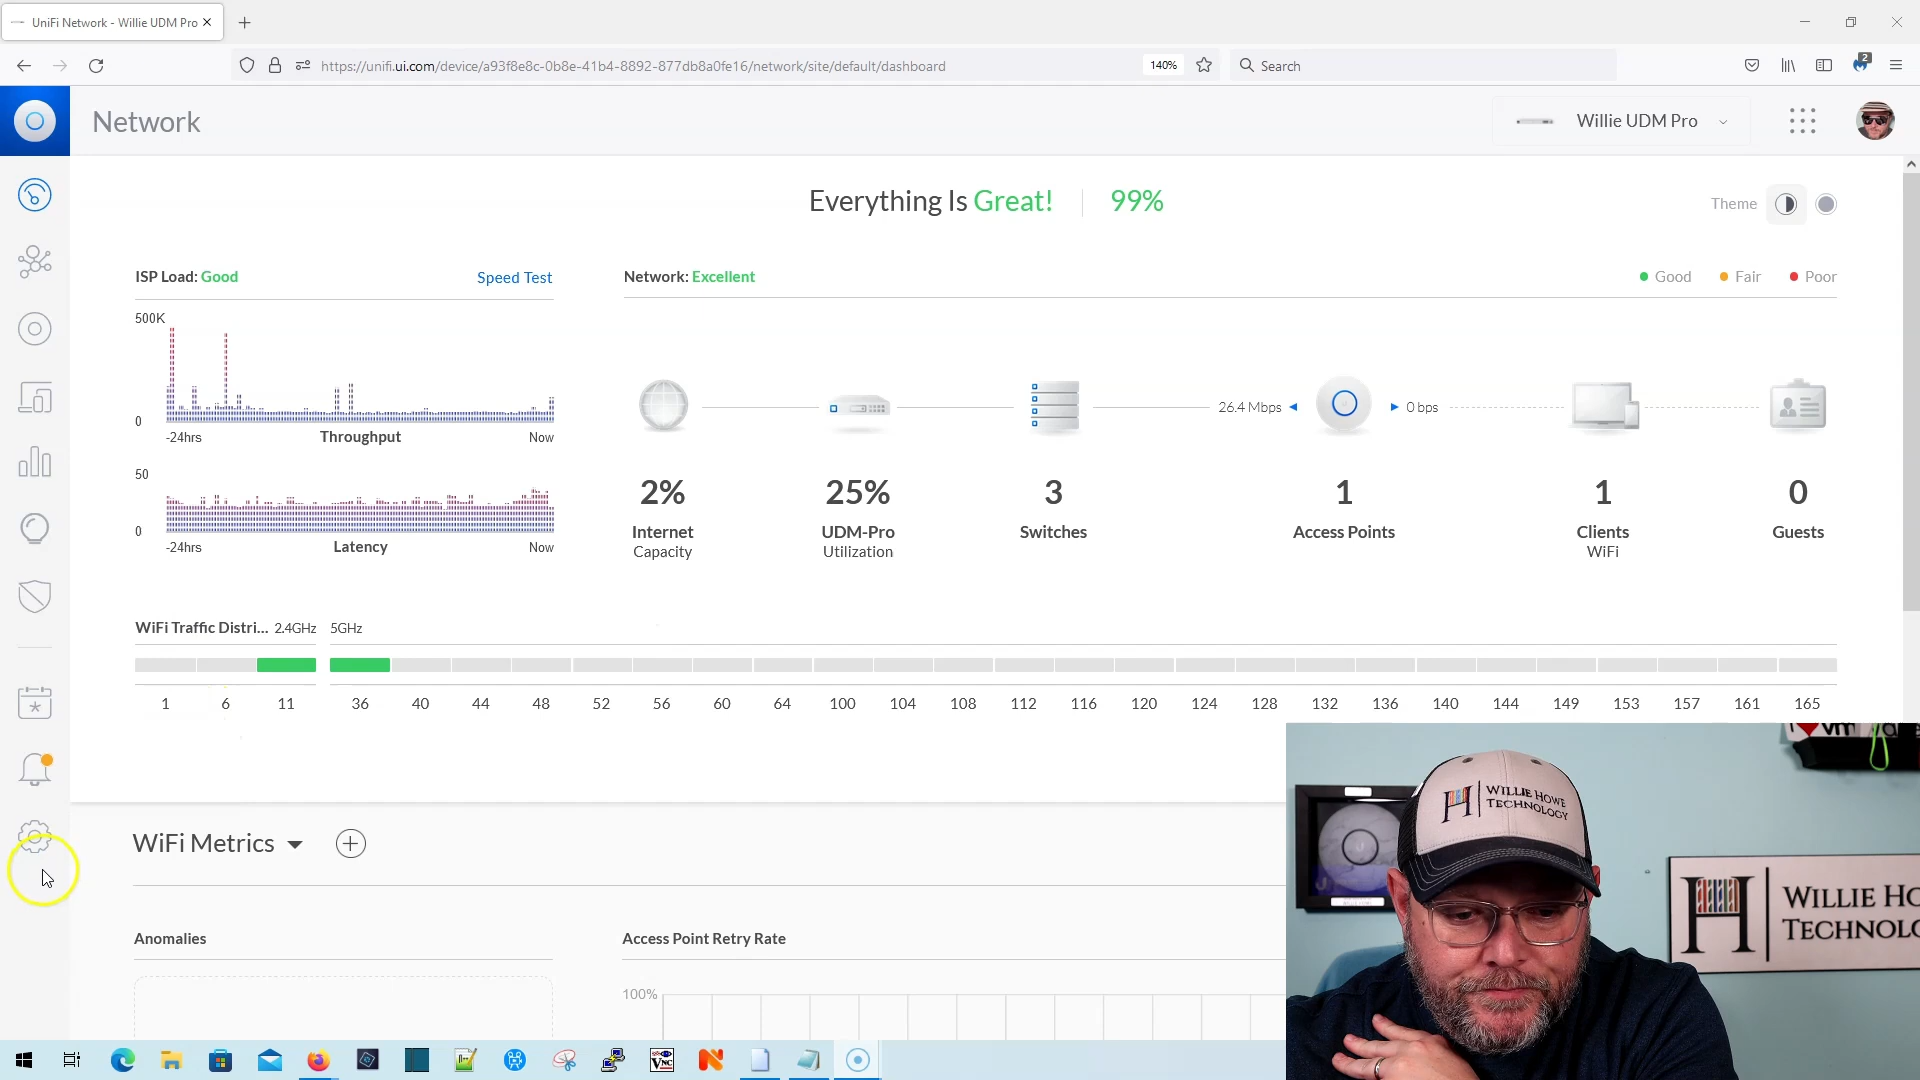 UniFi Network - Willie UDM Pro
https://unifi.ui.com/device/a93f8e8c-0b8e-41b4-8892-877db8a0fe16/network/site/default/dashboard
140%
Search
2
Network
Willie UDM Pro
Everything Is Great! 99%
Theme
ISP Load: Good
Speed Test
Network: Excellent
Good
Fair
Poor
500K
0
-24hrs
Throughput
Now
50
0
-24hrs
Latency
Now
26.4 Mbps
0 bps
2%
Internet
Capacity
25%
UDM-Pro
Utilization
3
Switches
1
Access Points
1
Clients
WiFi
0
Guests
WiFi Traffic Distri... 2.4GHz 5GHz
1 6 11 36 40 44 48 52 56 60 64 100 104 108 112 116 120 124 128 132 136 140 144 149 153 157 161 165
WiFi Metrics
Anomalies
Access Point Retry Rate
100%
WILLIE HOWE
TECHNOLOGY
vm
H
WILLIE HO
TECHNOLO
VNC